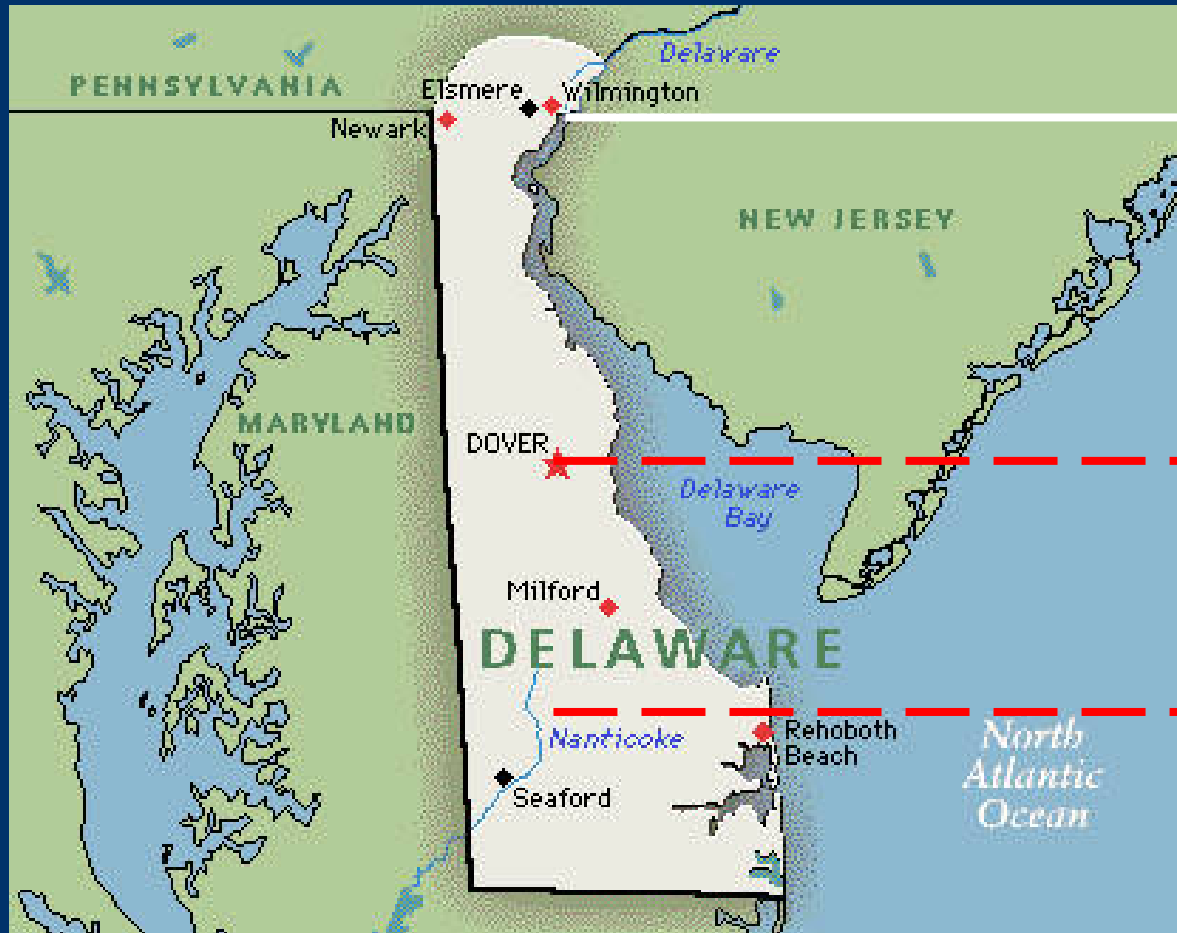 Delaware
PENNSYLVANIA
Elsmere
Wilmington
Newark
NEW JERSEY
MARYLAND
DOVER
Delaware
Bay
Milford
DELAWARE
Nanticoke
Rehoboth
Beach
North
Atlantic
Ocean
Seaford